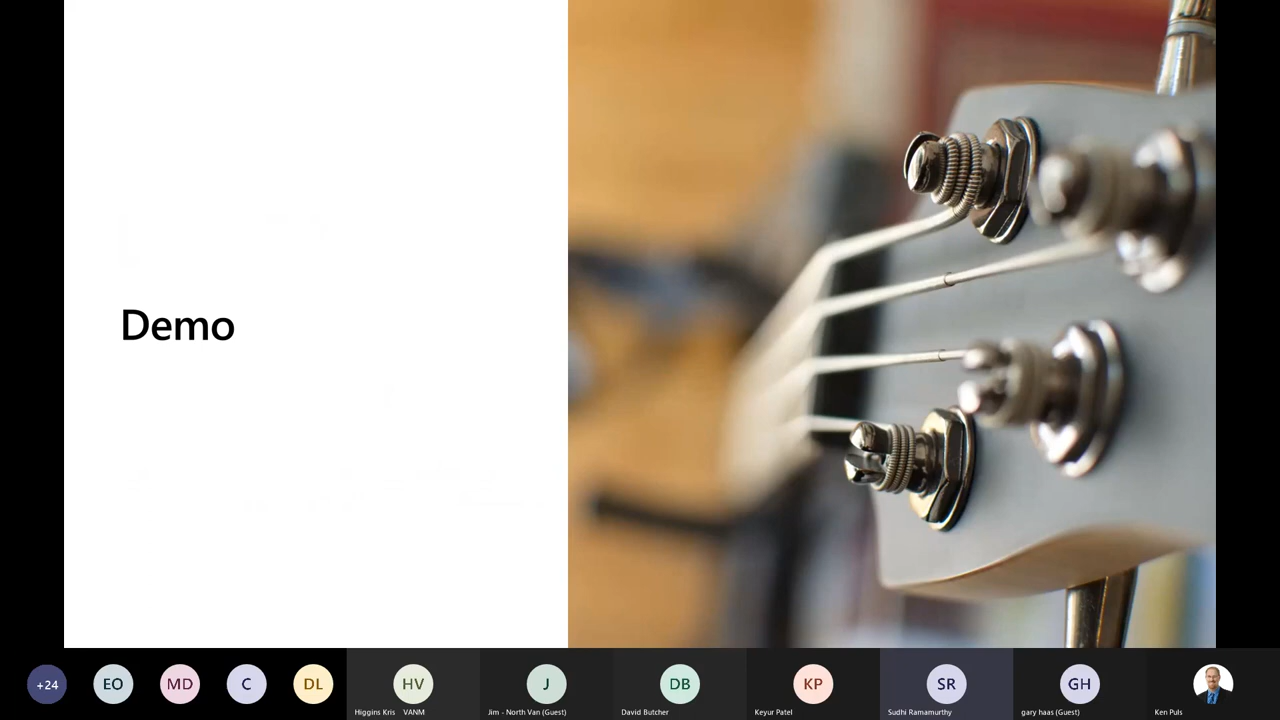 Demo
+24
EO
MD
C
DL
HV
J
DB
KP
SR
GH
Higgins Kris VANM
Jim - North Van (Guest)
David Butcher
Keyur Patel
Sudhi Ramamurthy
gary haas (Guest)
Ken Puls